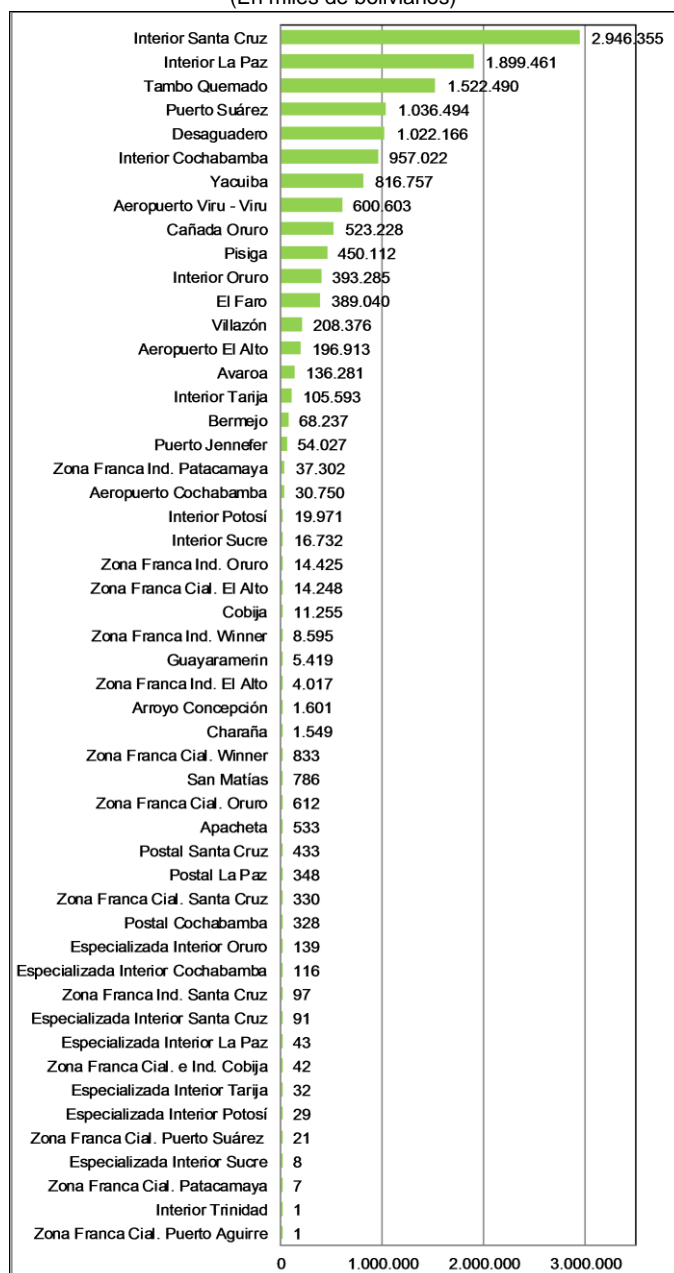 (En miles de bolivianos)
Interior Santa Cruz 2.946.355
Interior La Paz 1.899.461
Tambo Quemado 1.522.490
Puerto Suárez 1.036.494
Desaguadero 1.022.166
Interior Cochabamba 957.022
Yacuiba 816.757
Aeropuerto Viru - Viru 600.603
Cañada Oruro 523.228
Pisiga 450.112
Interior Oruro 393.285
El Faro 389.040
Villazón 208.376
Aeropuerto El Alto 196.913
Avaroa 136.281
Interior Tarija 105.593
Bermejo 68.237
Puerto Jennefer 54.027
Zona Franca Ind. Patacamaya 37.302
Aeropuerto Cochabamba 30.750
Interior Potosí 19.971
Interior Sucre 16.732
Zona Franca Ind. Oruro 14.425
Zona Franca Cial. El Alto 14.248
Cobija 11.255
Zona Franca Ind. Winner 8.595
Guayaramerin 5.419
Zona Franca Ind. El Alto 4.017
Arroyo Concepción 1.601
Charaña 1.549
Zona Franca Cial. Winner 833
San Matías 786
Zona Franca Cial. Oruro 612
Apacheta 533
Postal Santa Cruz 433
Postal La Paz 348
Zona Franca Cial. Santa Cruz 330
Postal Cochabamba 328
Especializada Interior Oruro 139
Especializada Interior Cochabamba 116
Zona Franca Ind. Santa Cruz 97
Especializada Interior Santa Cruz 91
Especializada Interior La Paz 43
Zona Franca Cial. e Ind. Cobija 42
Especializada Interior Tarija 32
Especializada Interior Potosí 29
Zona Franca Cial. Puerto Suárez 21
Especializada Interior Sucre 8
Zona Franca Cial. Patacamaya 7
Interior Trinidad 1
Zona Franca Cial. Puerto Aguirre 1
0 1.000.000 2.000.000 3.000.000